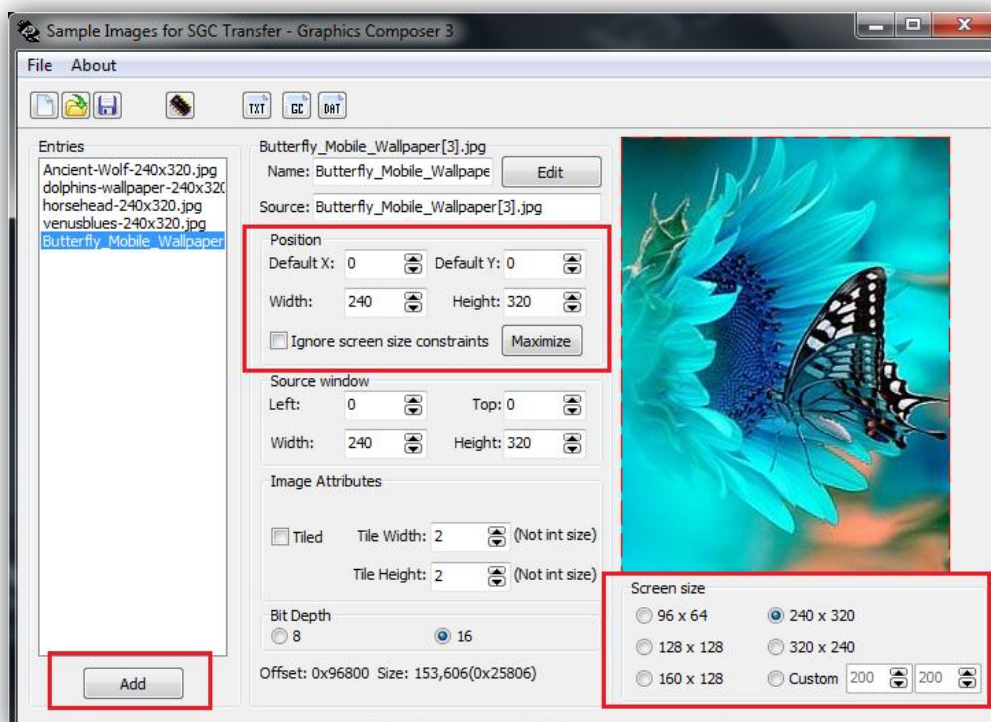 Sample Images for SGC Transfer - Graphics Composer 3
File About
TXT GC DAT
Entries
Ancient-Wolf-240x320.jpg
dolphins-wallpaper-240x320
horsehead-240x320.jpg
venusblues-240x320.jpg
Butterfly_Mobile_Wallpaper
Add
Butterfly_Mobile_Wallpaper[3].jpg
Name: Butterfly_Mobile_Wallpape Edit
Source: Butterfly_Mobile_Wallpaper[3].jpg
Position
Default X: 0 Default Y: 0
Width: 240 Height: 320
Ignore screen size constraints Maximize
Source window
Left: 0 Top: 0
Width: 240 Height: 320
Image Attributes
Tiled Tile Width: 2 (Not int size)
Tile Height: 2 (Not int size)
Bit Depth
8 16
Offset: 0x96800 Size: 153,606(0x25806)
Screen size
96 x 64 240 x 320
128 x 128 320 x 240
160 x 128 Custom 200 200